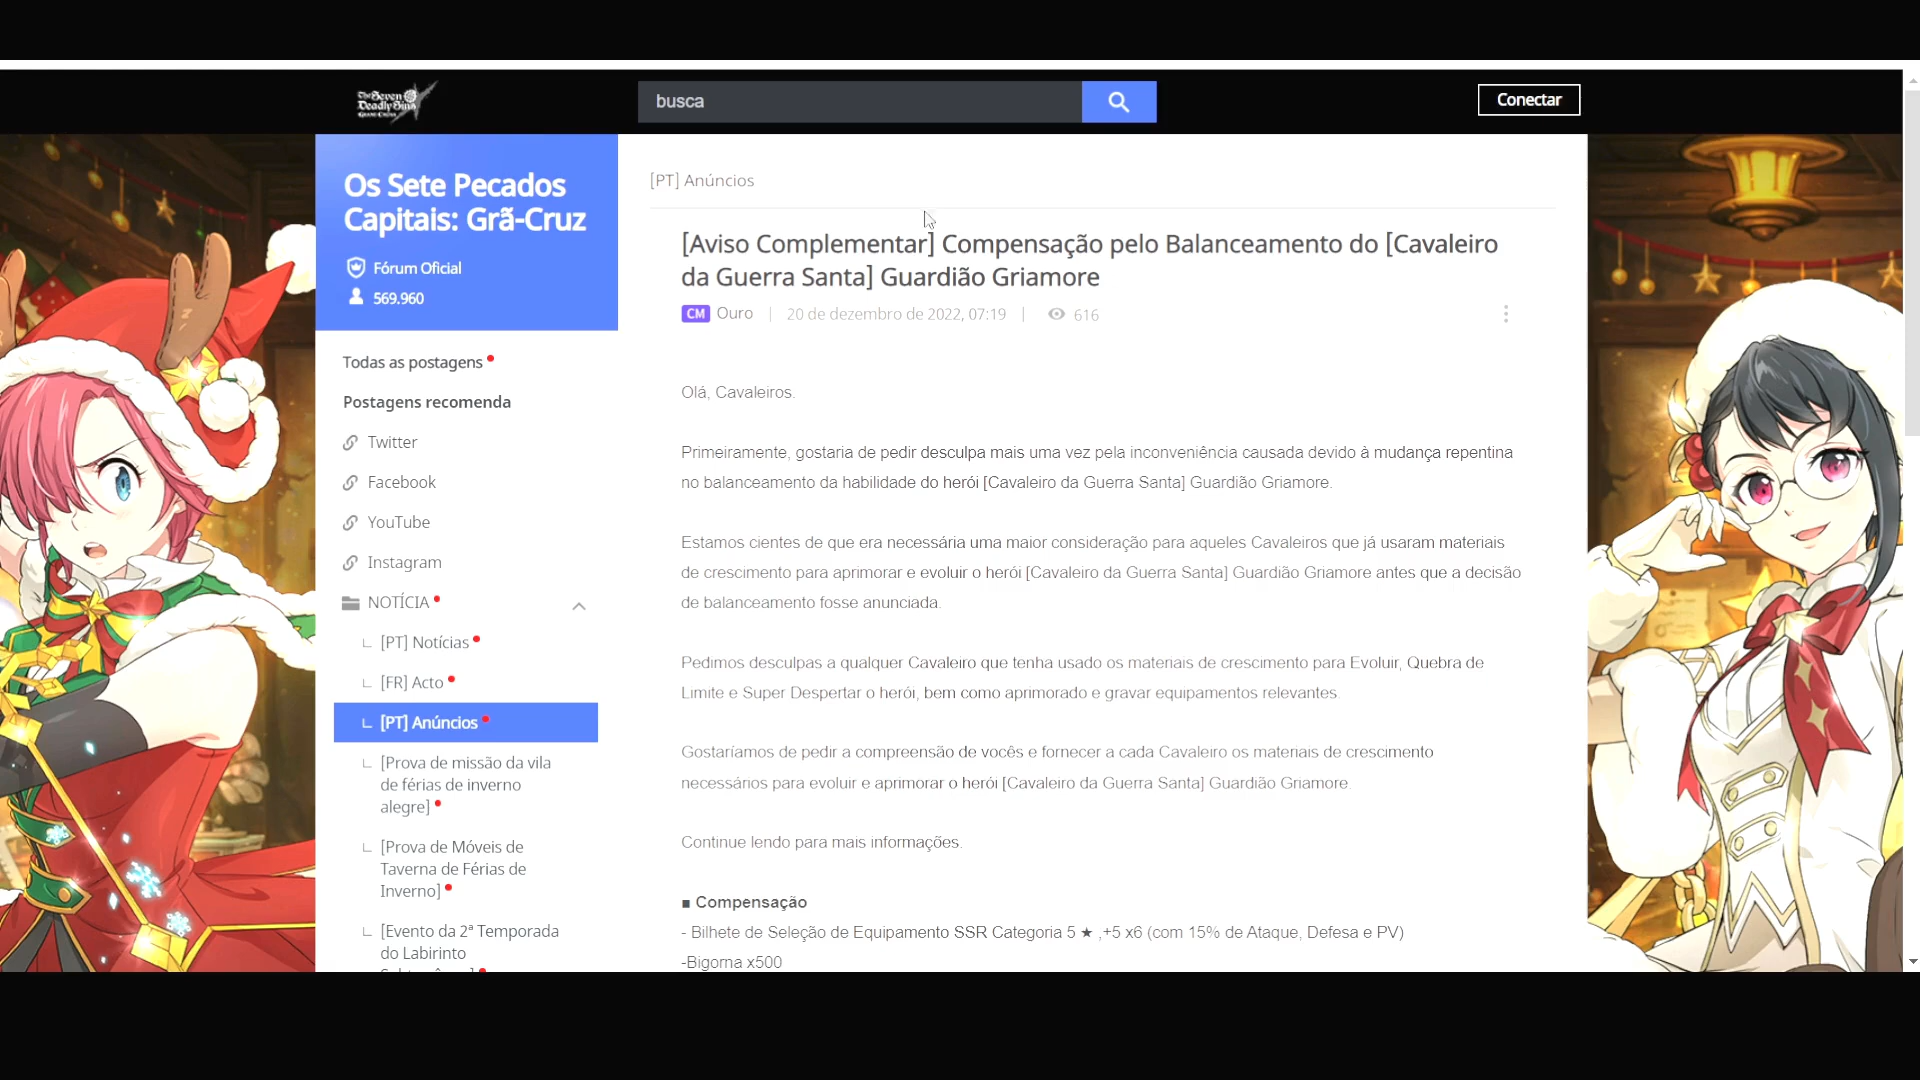 The Seven
Deadly Sins
GRAND CROSS
busca
Conectar
Os Sete Pecados
Capitais: Grã-Cruz
Fórum Oficial
569.960
Todas as postagens
Postagens recomenda
Twitter
Facebook
YouTube
Instagram
NOTÍCIA
[PT] Notícias
[FR] Acto
[PT] Anúncios
[Prova de missão da vila
de férias de inverno
alegre]
[Prova de Móveis de
Taverna de Férias de
Inverno]
[Evento da 2ª Temporada
do Labirinto
[PT] Anúncios
[Aviso Complementar] Compensação pelo Balanceamento do [Cavaleiro
da Guerra Santa] Guardião Griamore
CM Ouro | 20 de dezembro de 2022, 07:19 | 616
Olá, Cavaleiros.
Primeiramente, gostaria de pedir desculpa mais uma vez pela inconveniência causada devido à mudança repentina
no balanceamento da habilidade do herói [Cavaleiro da Guerra Santa] Guardião Griamore.
Estamos cientes de que era necessária uma maior consideração para aqueles Cavaleiros que já usaram materiais
de crescimento para aprimorar e evoluir o herói [Cavaleiro da Guerra Santa] Guardião Griamore antes que a decisão
de balanceamento fosse anunciada.
Pedimos desculpas a qualquer Cavaleiro que tenha usado os materiais de crescimento para Evoluir, Quebra de
Limite e Super Despertar o herói, bem como aprimorado e gravar equipamentos relevantes.
Gostaríamos de pedir a compreensão de vocês e fornecer a cada Cavaleiro os materiais de crescimento
necessários para evoluir e aprimorar o herói [Cavaleiro da Guerra Santa] Guardião Griamore.
Continue lendo para mais informações.
■ Compensação
- Bilhete de Seleção de Equipamento SSR Categoria 5 ★ ,+5 x6 (com 15% de Ataque, Defesa e PV)
-Bigorna x500